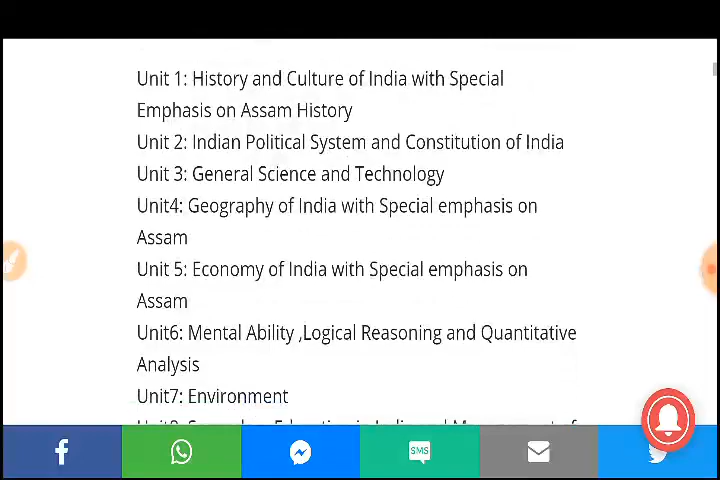 Unit 1: History and Culture of India with Special
Emphasis on Assam History
Unit 2: Indian Political System and Constitution of India
Unit 3: General Science and Technology
Unit4: Geography of India with Special emphasis on
Assam
Unit 5: Economy of India with Special emphasis on
Assam
Unit6: Mental Ability ,Logical Reasoning and Quantitative
Analysis
Unit7: Environment
SMS